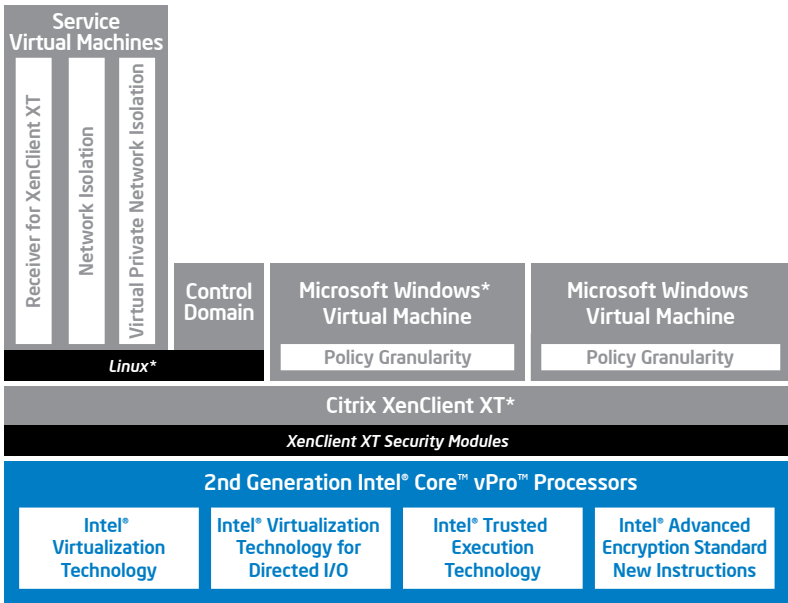 Service
Virtual Machines
Receiver for XenClient XT
Network Isolation
Virtual Private Network Isolation
Control
Domain
Microsoft Windows*
Virtual Machine
Policy Granularity
Microsoft Windows
Virtual Machine
Policy Granularity
Linux*
Citrix XenClient XT*
XenClient XT Security Modules
2nd Generation Intel® Core™ vPro™ Processors
Intel®
Virtualization
Technology
Intel® Virtualization
Technology for
Directed I/O
Intel® Trusted
Execution
Technology
Intel® Advanced
Encryption Standard
New Instructions